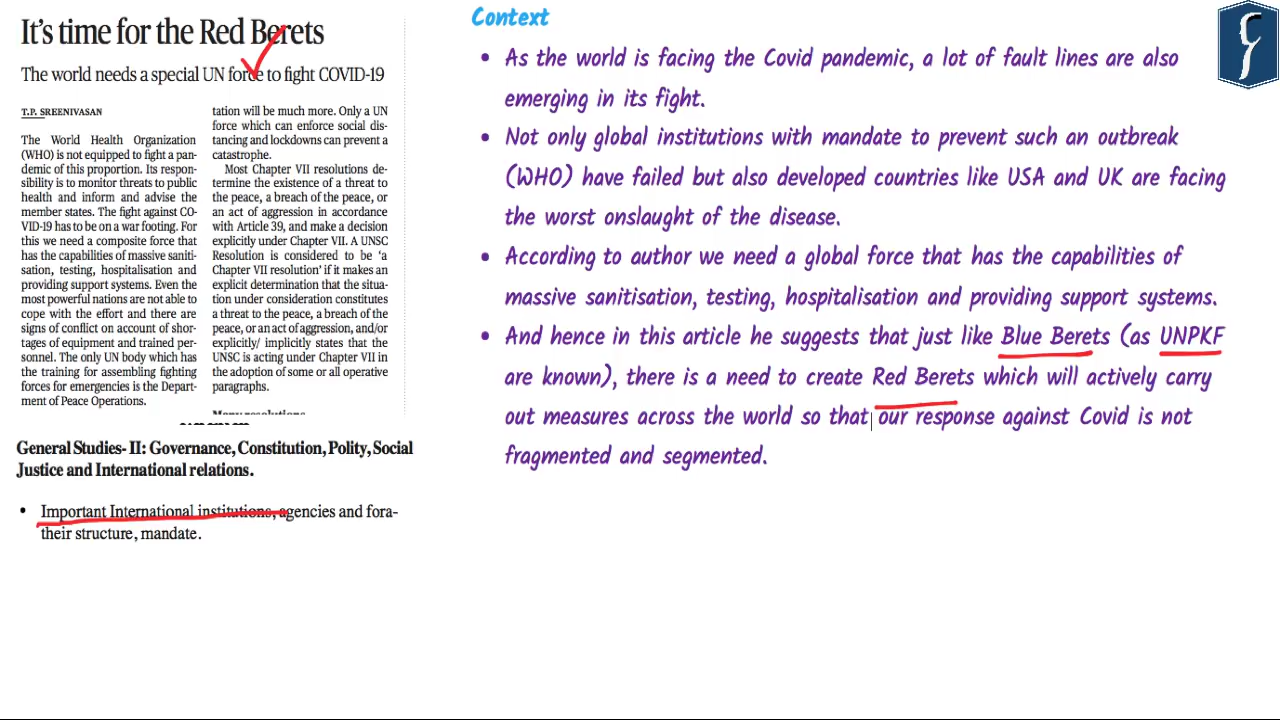 It's time for the Red Berets
The world needs a special UN force to fight COVID-19
T.P. SREENIVASAN
The World Health Organization
(WHO) is not equipped to fight a pan-
demic of this proportion. Its respon-
sibility is to monitor threats to public
health and inform and advise the
member states. The fight against CO-
VID-19 has to be on a war footing. For
this we need a composite force that
has the capabilities of massive saniti-
sation, testing, hospitalisation and
providing support systems. Even the
most powerful nations are not able to
cope with the effort and there are
signs of conflict on account of shor-
tages of equipment and trained per-
sonnel. The only UN body which has
the training for assembling fighting
forces for emergencies is the Depart-
ment of Peace Operations.
tation will be much more. Only a UN
force which can enforce social dis-
tancing and lockdowns can prevent a
catastrophe.
Most Chapter VII resolutions de-
termine the existence of a threat to
the peace, a breach of the peace, or
an act of aggression in accordance
with Article 39, and make a decision
explicitly under Chapter VII. A UNSC
Resolution is considered to be 'a
Chapter VII resolution' if it makes an
explicit determination that the situa-
tion under consideration constitutes
a threat to the peace, a breach of the
peace, or an act of aggression, and/or
explicitly/ implicitly states that the
UNSC is acting under Chapter VII in
the adoption of some or all operative
paragraphs.
General Studies- II: Governance, Constitution, Polity, Social
Justice and International relations.
• Important International institutions, agencies and fora-
their structure, mandate.
Context
• As the world is facing the Covid pandemic, a lot of fault lines are also
emerging in its fight.
• Not only global institutions with mandate to prevent such an outbreak
(WHO) have failed but also developed countries like USA and UK are facing
the worst onslaught of the disease.
• According to author we need a global force that has the capabilities of
massive sanitisation, testing, hospitalisation and providing support systems.
• And hence in this article he suggests that just like Blue Berets (as UNPKF
are known), there is a need to create Red Berets which will actively carry
out measures across the world so that our response against Covid is not
fragmented and segmented.